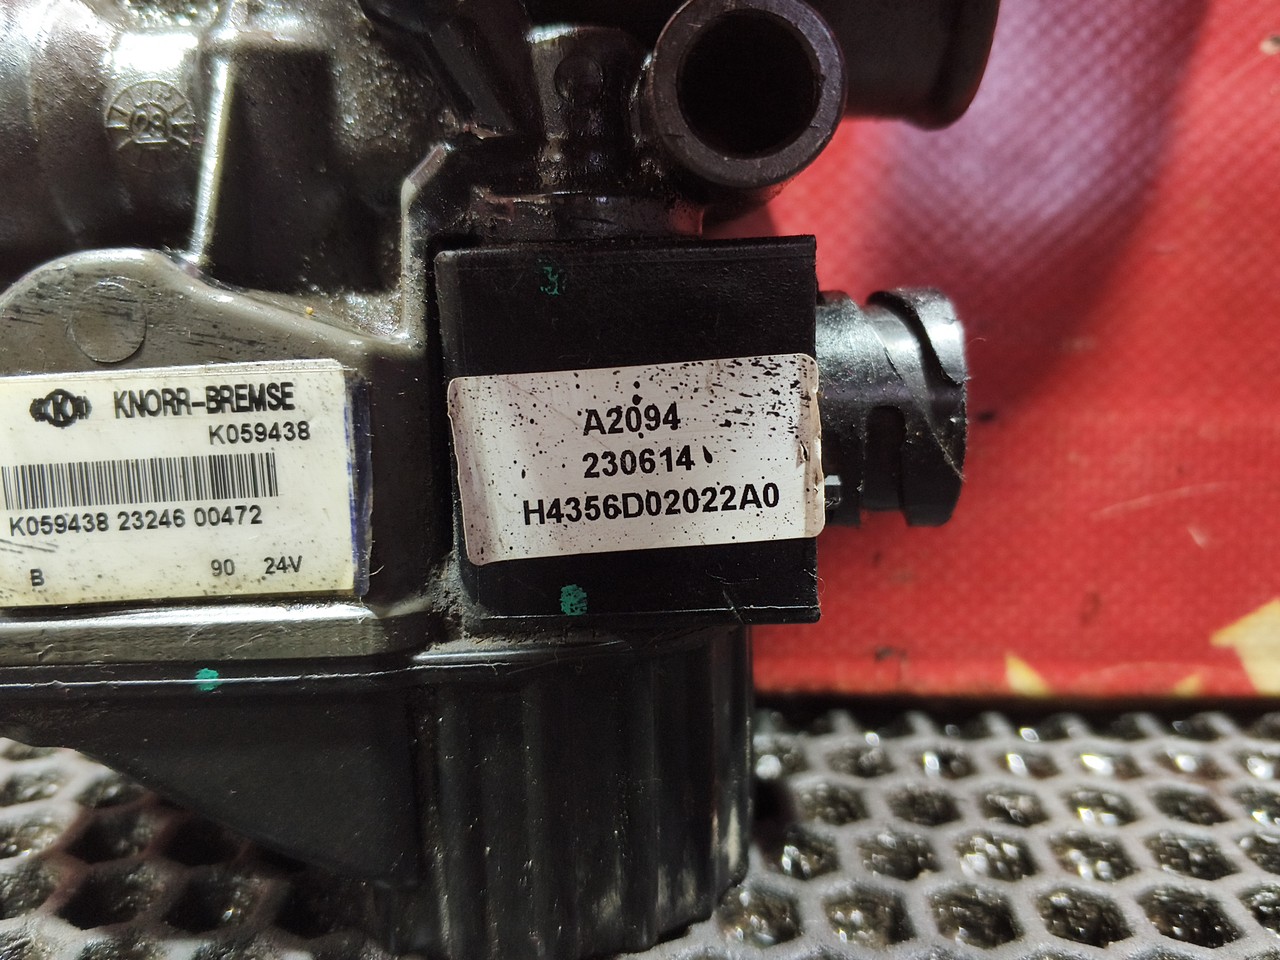 KNORR-BREMSE
K059438
K059438 23246 00472
B 90 24V
A2094
230614
H4356D02022A0